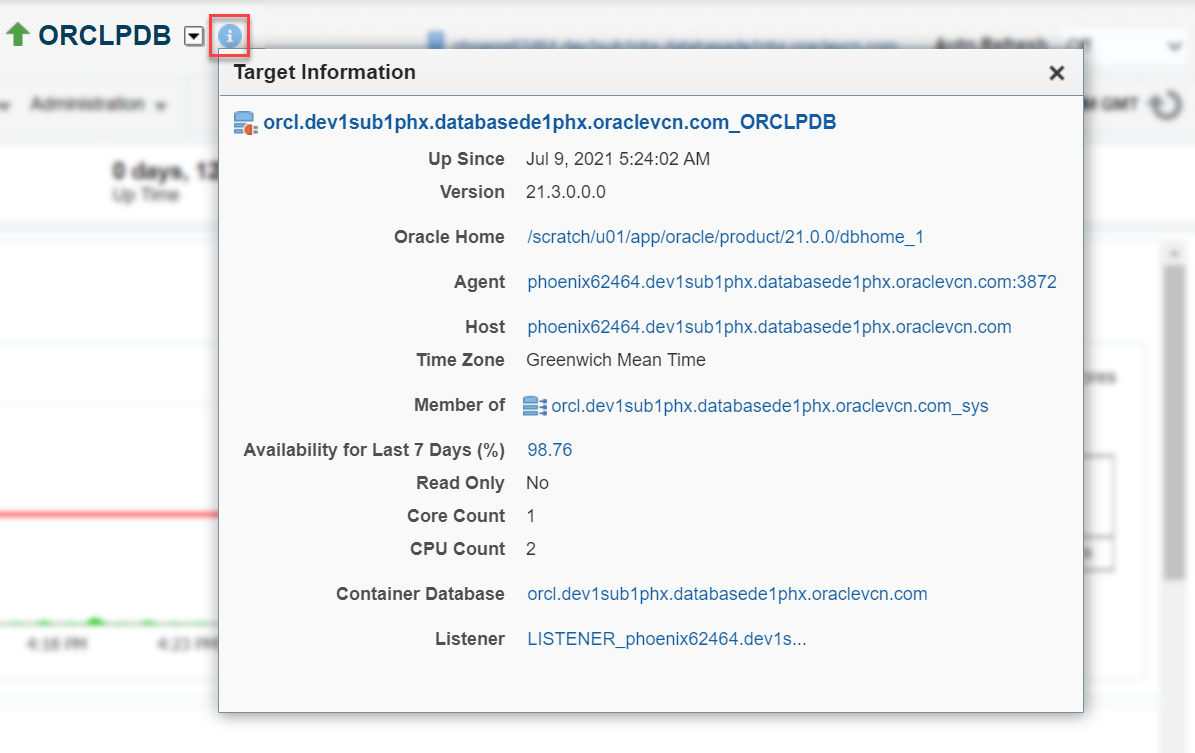 ORCLPDB
Auto Refresh Off
Target Information
Administration
M GMT
orcl.dev1sub1phx.databasede1phx.oraclevcn.com_ORCLPDB
0 days, 12
Up Since Jul 9, 2021 5:24:02 AM
Up Time
Version 21.3.0.0.0
Oracle Home /scratch/u01/app/oracle/product/21.0.0/dbhome_1
Agent phoenix62464.dev1sub1phx.databasede1phx.oraclevcn.com:3872
Host phoenix62464.dev1sub1phx.databasede1phx.oraclevcn.com
Time Zone Greenwich Mean Time
Member of orcl.dev1sub1phx.databasede1phx.oraclevcn.com_sys
Availability for Last 7 Days (%) 98.76
Read Only No
Core Count 1
CPU Count 2
Container Database orcl.dev1sub1phx.databasede1phx.oraclevcn.com
Listener LISTENER_phoenix62464.dev1s...
4:18 PM 4:23 PM